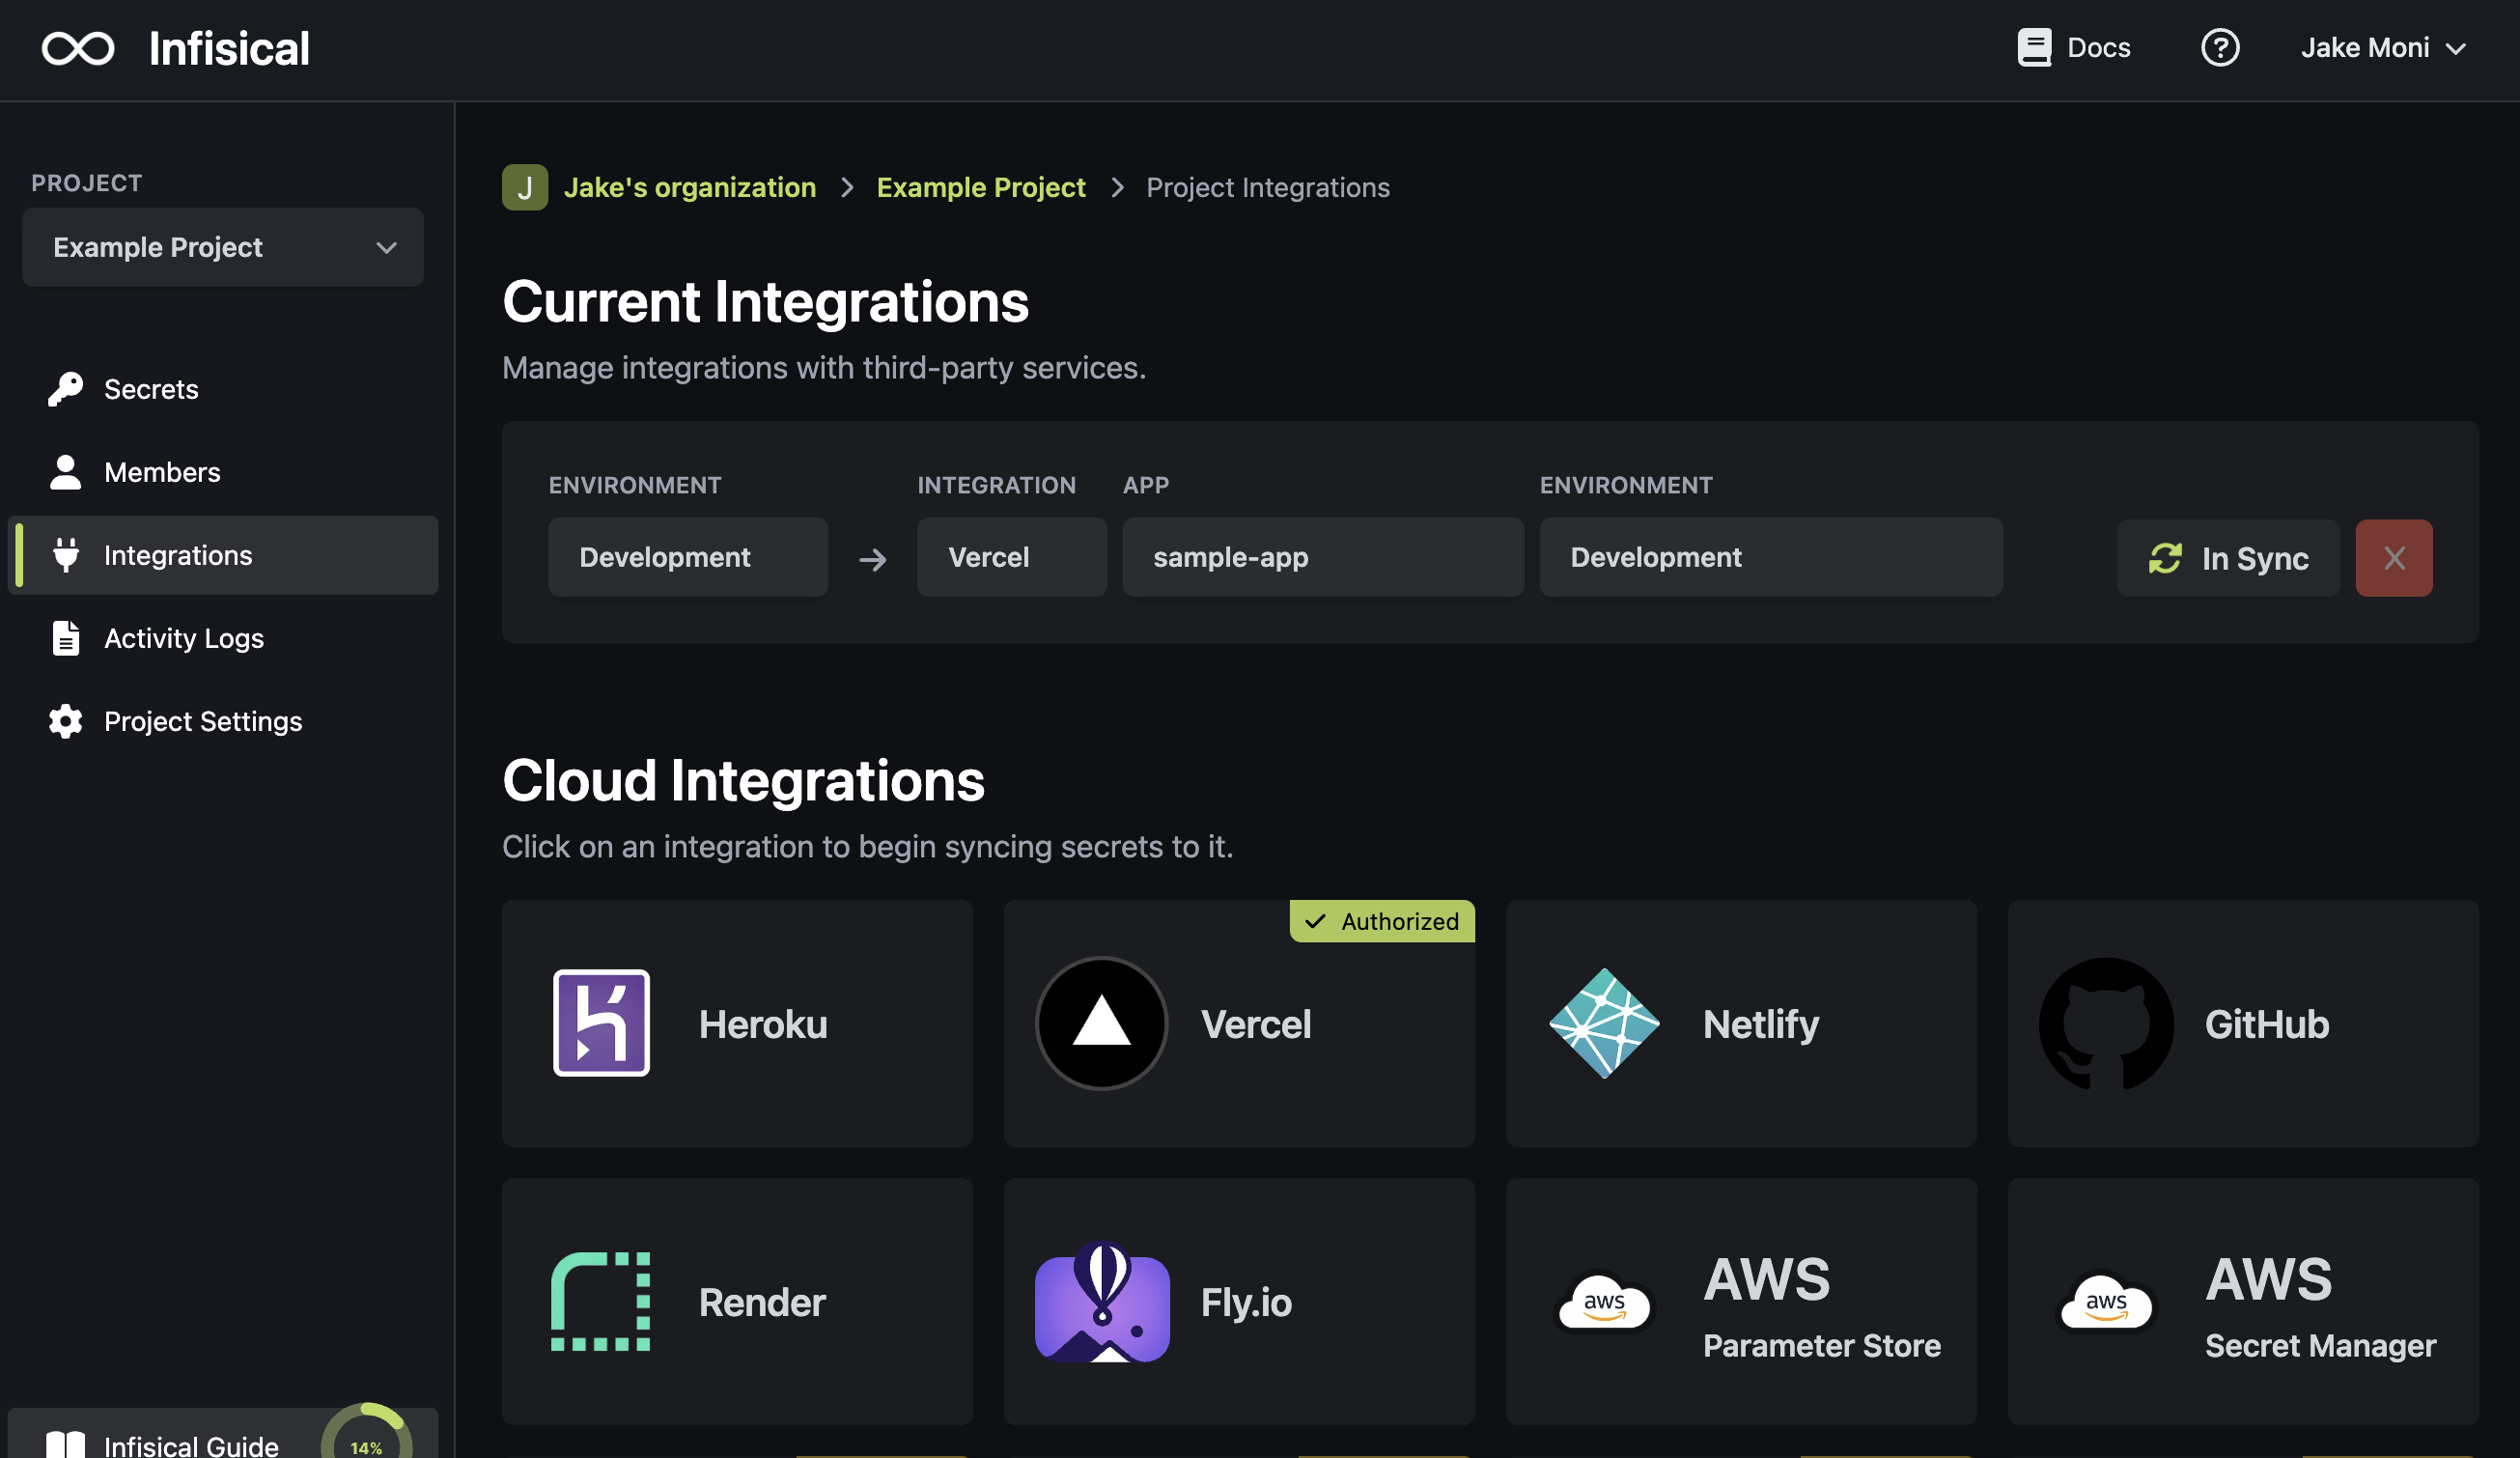 Infisical
Docs
Jake Moni
PROJECT
Example Project
Secrets
Members
Integrations
Activity Logs
Project Settings
Infisical Guide
14%
J Jake's organization > Example Project > Project Integrations
Current Integrations
Manage integrations with third-party services.
ENVIRONMENT INTEGRATION APP ENVIRONMENT
Development → Vercel sample-app Development In Sync X
Cloud Integrations
Click on an integration to begin syncing secrets to it.
Authorized
Heroku Vercel Netlify GitHub
Render Fly.io
aws AWS
Parameter Store
aws AWS
Secret Manager